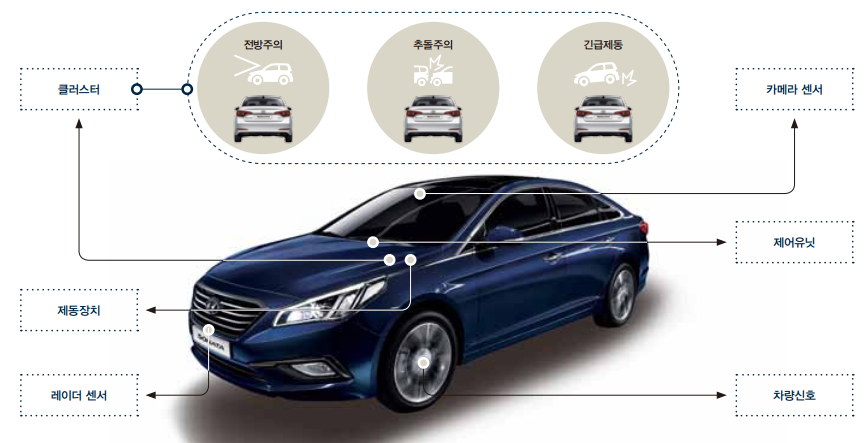 전방주의
추돌주의
긴급제동
클러스터
카메라 센서
제어유닛
제동장치
SONATA
레이더 센서
차량신호